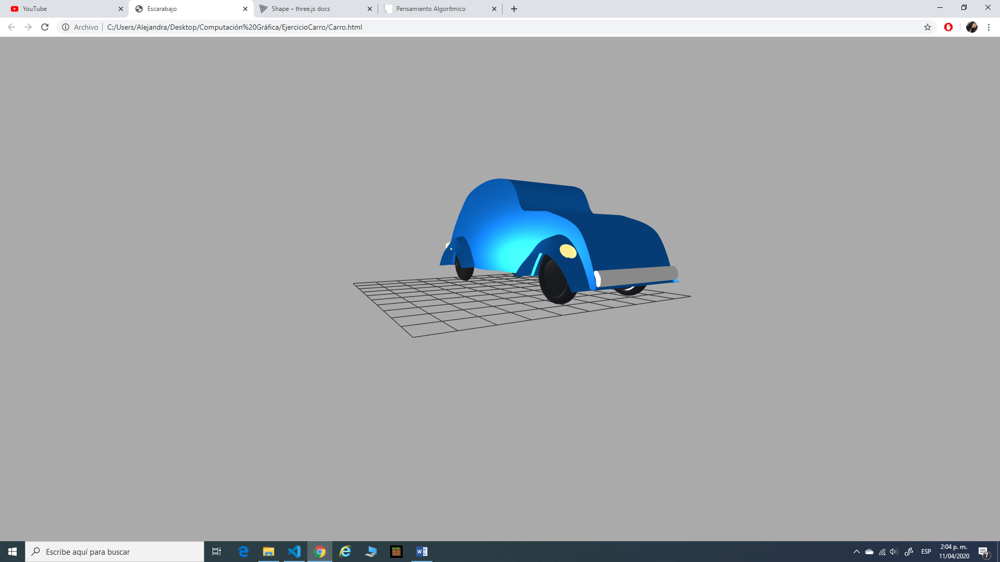 YouTube
Escarabajo
Shape – three.js docs
Pensamiento Algorítmico
Archivo
C:/Users/Alejandra/Desktop/Computación%20Gráfica/EjercicioCarro/Carro.html
Escribe aquí para buscar
ESP
2:04 p. m.
11/04/2020
7